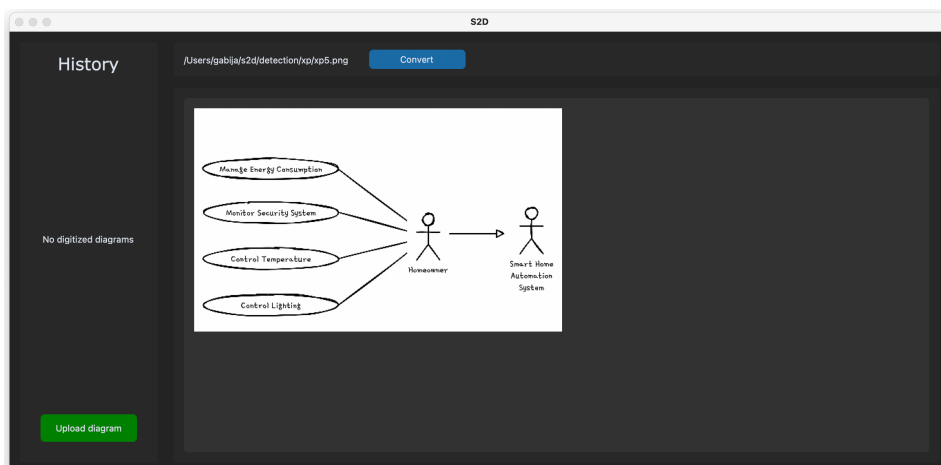 S2D
History
/Users/gabija/s2d/detection/xp/xp5.png
Convert
Manage Energy Consumption
Monitor Security System
No digitized diagrams
Control Temperature
Homeowner
Smart Home
Automation
System
Control Lighting
Upload diagram